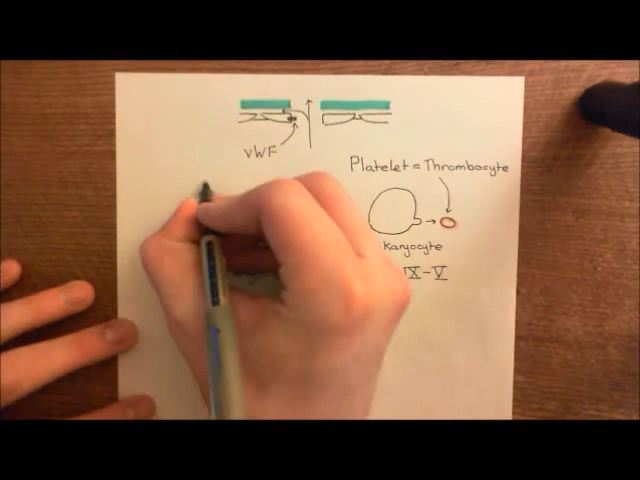 vWF
Platelet = Thrombocyte
karyocyte
IX-V